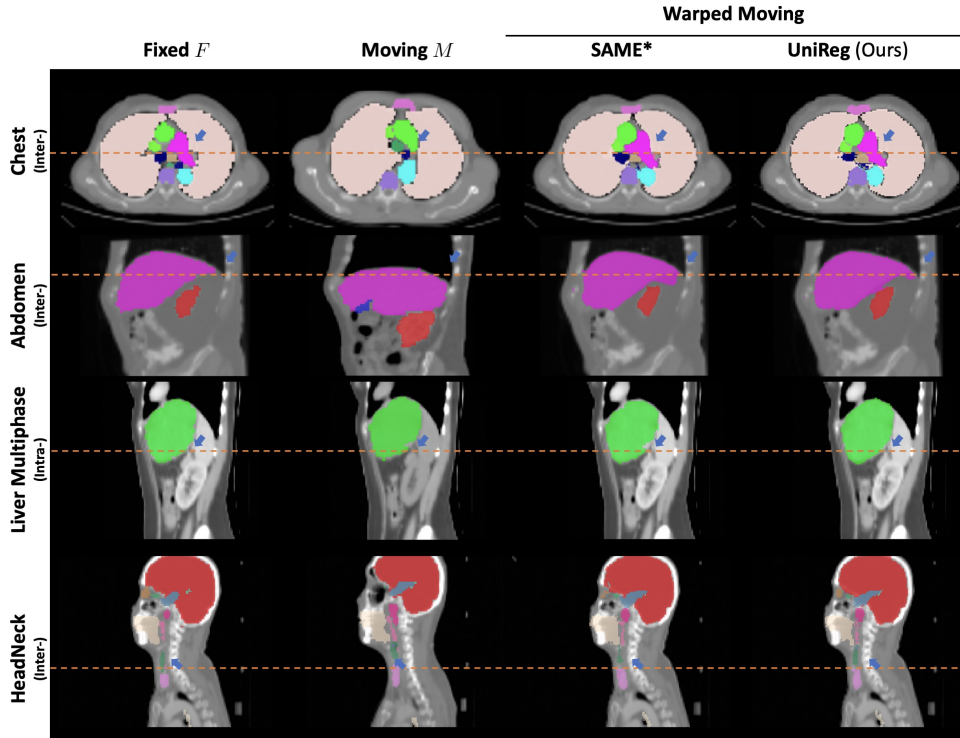 Warped Moving
Fixed F
Moving M
SAME*
UniReg (Ours)
Chest
(Inter-)
Abdomen
(Inter-)
Liver Multiphase
(Intra-)
HeadNeck
(Inter-)